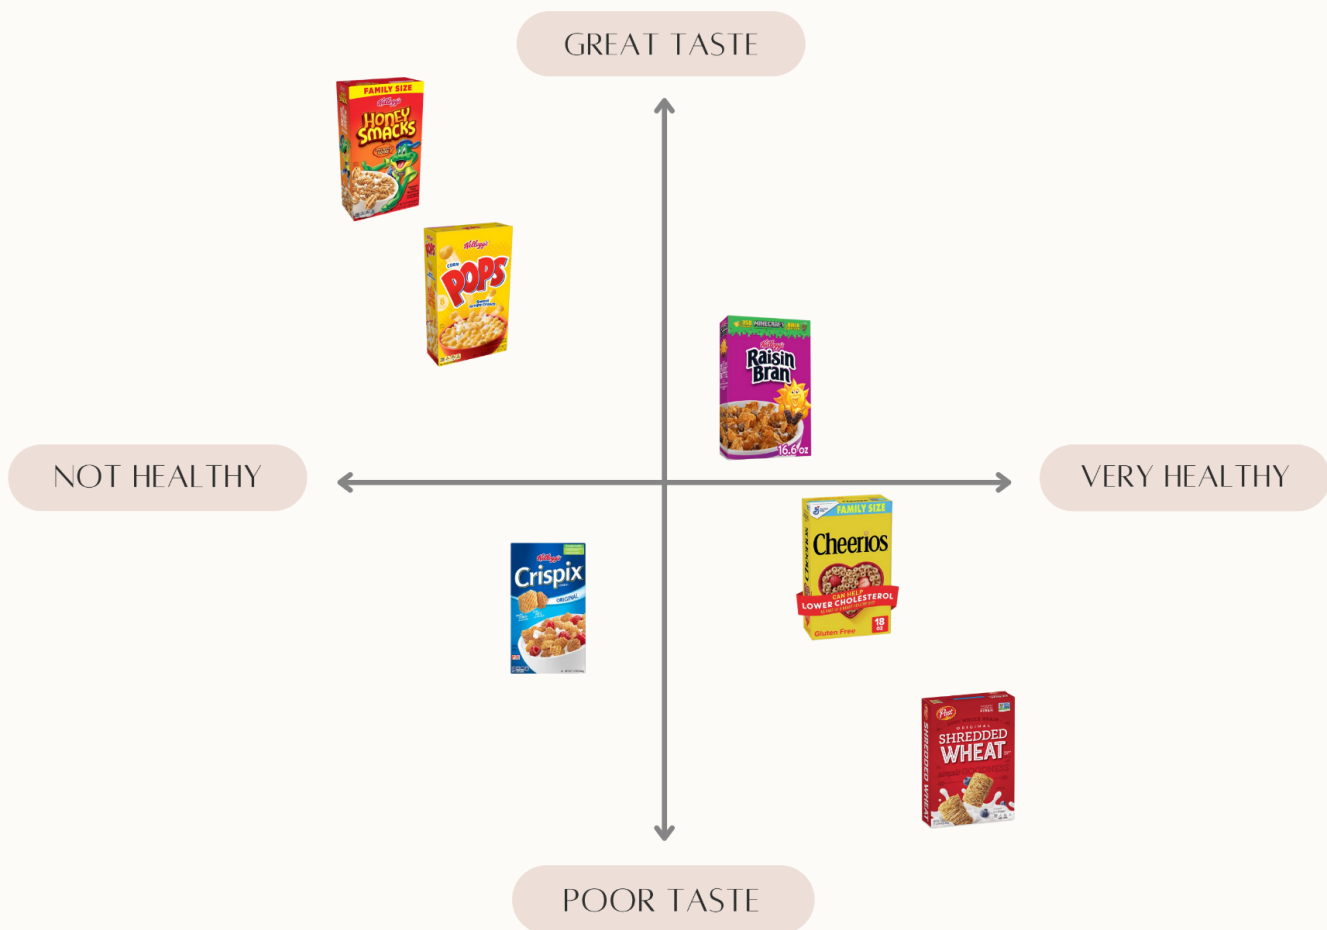 GREAT TASTE
FAMILY SIZE
Kellogg's
HONEY
SMACKS
Kellogg's
CORN
POPS
MINECRAFT
Kellogg's
Raisin
Bran
16.6 oz
NOT HEALTHY
VERY HEALTHY
Kellogg's
Crispix
ORIGINAL
FAMILY SIZE
Cheerios
CAN HELP
LOWER CHOLESTEROL
Gluten Free
18
OZ
Post
ORIGINAL
SHREDDED
WHEAT
SHREDDED WHEAT
POOR TASTE